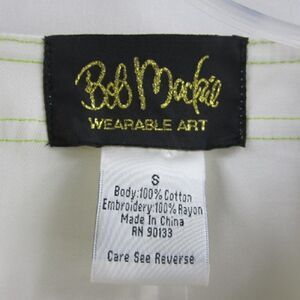 Bob Mackie
WEARABLE ART
S
Body:100% Cotton
Embroidery:100% Rayon
Made In China
RN 90133
Care See Reverse